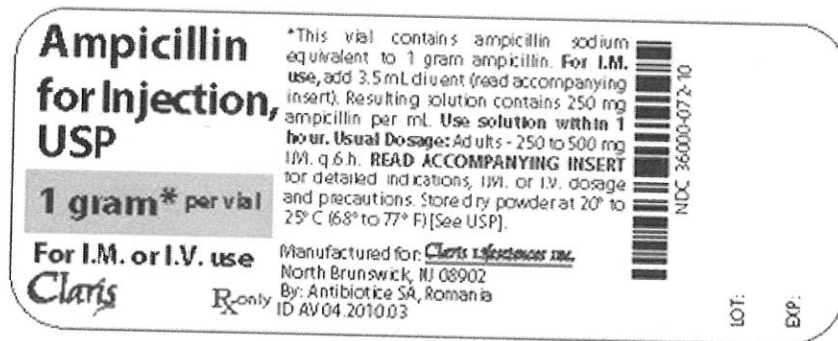 Ampicillin
for Injection,
USP
1 gram* per vial
For I.M. or I.V. use
Claris
Rx only
*This vial contains ampicillin sodium
equivalent to 1 gram ampicillin. For I.M.
use, add 3.5 mL diluent (read accompanying
insert). Resulting solution contains 250 mg
ampicillin per mL. Use solution within 1
hour. Usual Dosage: Adults - 250 to 500 mg
I.M. q.6.h. READ ACCOMPANYING INSERT
for detailed indications, I.M. or I.V. dosage
and precautions. Store dry powder at 20° to
25° C (68° to 77° F) [See USP].
Manufactured for: Claris Lifesciences Inc.
North Brunswick, NJ 08902
By: Antibiotice SA, Romania
ID AV04.2010.03
NDC 36000-072-10
LOT:
EXP: